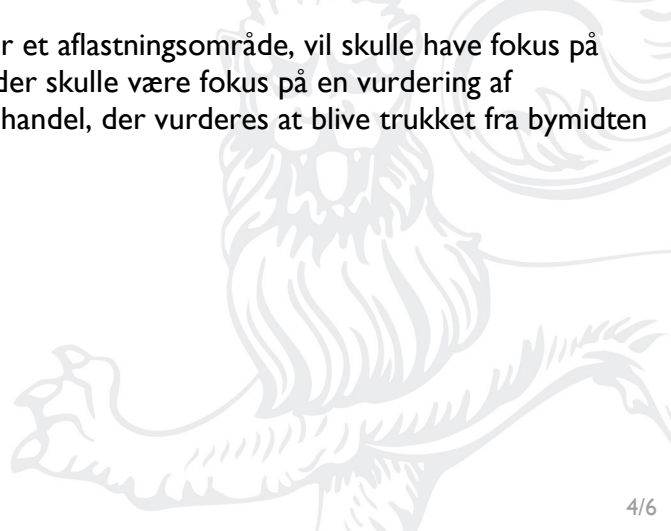 r et aflastningsområde, vil skulle have fokus på
der skulle være fokus på en vurdering af
handel, der vurderes at blive trukket fra bymidten
4/6